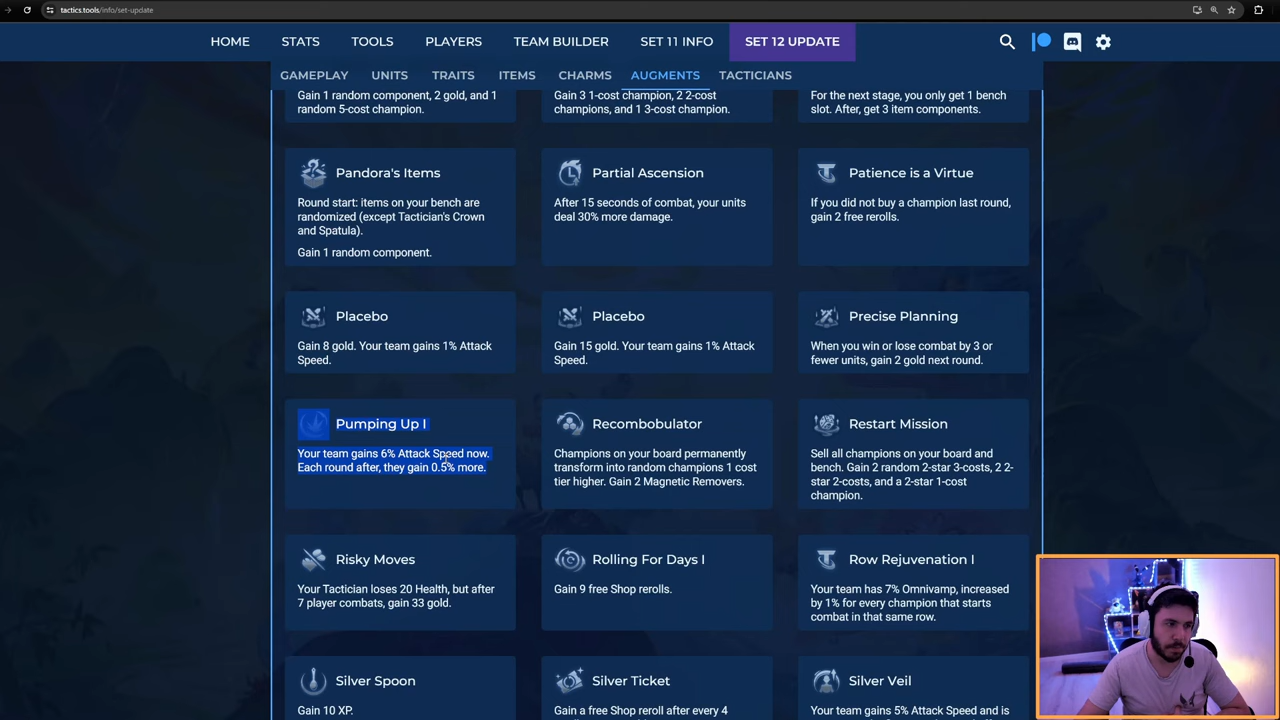 tactics.tools/info/set-update
HOME STATS TOOLS PLAYERS TEAM BUILDER SET 11 INFO SET 12 UPDATE
GAMEPLAY UNITS TRAITS ITEMS CHARMS AUGMENTS TACTICIANS
Gain 1 random component, 2 gold, and 1
random 5-cost champion.
Gain 3 1-cost champion, 2 2-cost
champions, and 1 3-cost champion.
For the next stage, you only get 1 bench
slot. After, get 3 item components.
Pandora's Items
Round start: items on your bench are
randomized (except Tactician's Crown
and Spatula).
Gain 1 random component.
Partial Ascension
After 15 seconds of combat, your units
deal 30% more damage.
Patience is a Virtue
If you did not buy a champion last round,
gain 2 free rerolls.
Placebo
Gain 8 gold. Your team gains 1% Attack
Speed.
Placebo
Gain 15 gold. Your team gains 1% Attack
Speed.
Precise Planning
When you win or lose combat by 3 or
fewer units, gain 2 gold next round.
Pumping Up I
Your team gains 6% Attack Speed now.
Each round after, they gain 0.5% more.
Recombobulator
Champions on your board permanently
transform into random champions 1 cost
tier higher. Gain 2 Magnetic Removers.
Restart Mission
Sell all champions on your board and
bench. Gain 2 random 2-star 3-costs, 2 2-
star 2-costs, and a 2-star 1-cost
champion.
Risky Moves
Your Tactician loses 20 Health, but after
7 player combats, gain 33 gold.
Rolling For Days I
Gain 9 free Shop rerolls.
Row Rejuvenation I
Your team has 7% Omnivamp, increased
by 1% for every champion that starts
combat in that same row.
Silver Spoon
Gain 10 XP.
Silver Ticket
Gain a free Shop reroll after every 4
Silver Veil
Your team gains 5% Attack Speed and is